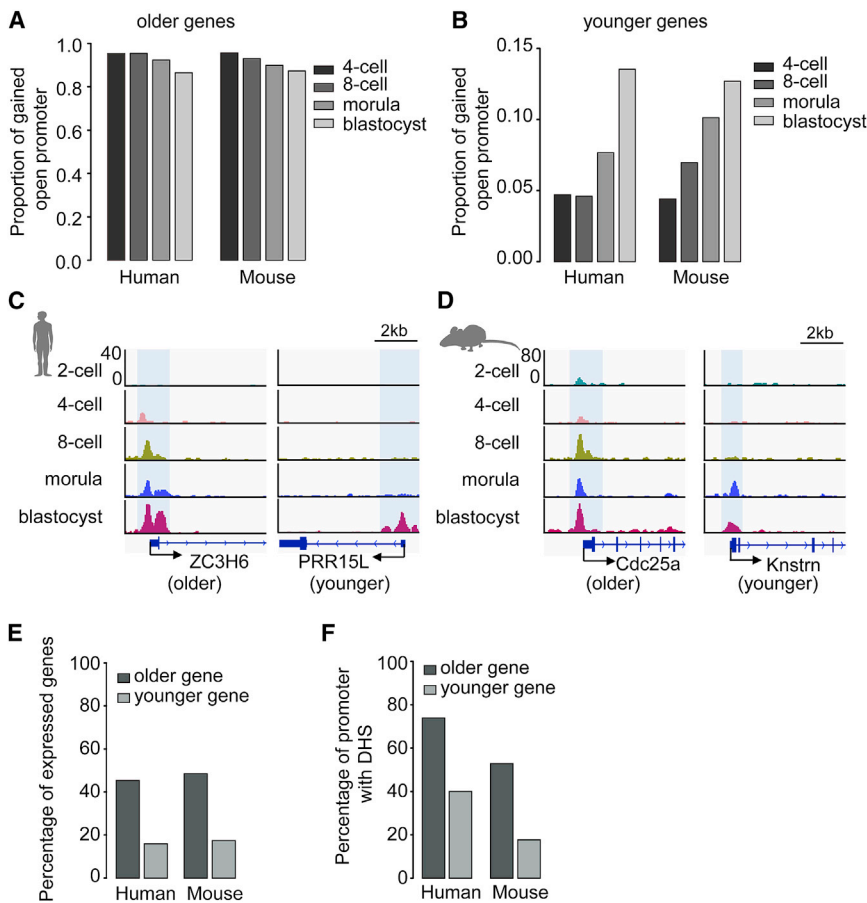 A
older genes
Proportion of gained
open promoter
1.0
0.8
0.6
0.4
0.2
0.0
4-cell
8-cell
morula
blastocyst
Human
Mouse
B
younger genes
Proportion of gained
open promoter
0.15
0.10
0.05
0.00
4-cell
8-cell
morula
blastocyst
Human
Mouse
C
2kb
40
0
2-cell
4-cell
8-cell
morula
blastocyst
ZC3H6
(older)
PRR15L
(younger)
D
2kb
80
0
2-cell
4-cell
8-cell
morula
blastocyst
Cdc25a
(older)
Knstrn
(younger)
E
Percentage of expressed genes
100
80
60
40
20
0
older gene
younger gene
Human
Mouse
F
Percentage of promoter
with DHS
100
80
60
40
20
0
older gene
younger gene
Human
Mouse